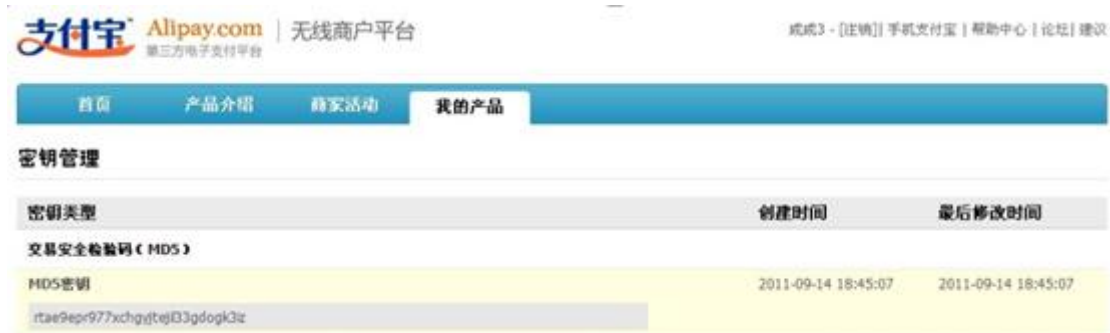 支付宝 Alipay.com 无线商户平台
第三方电子支付平台
成成3 - [注销]| 手机支付宝 | 帮助中心 | 论坛| 建议
首页 产品介绍 商家活动 我的产品
密钥管理
密钥类型 创建时间 最后修改时间
交易安全检验码(MD5)
MD5密钥 2011-09-14 18:45:07 2011-09-14 18:45:07